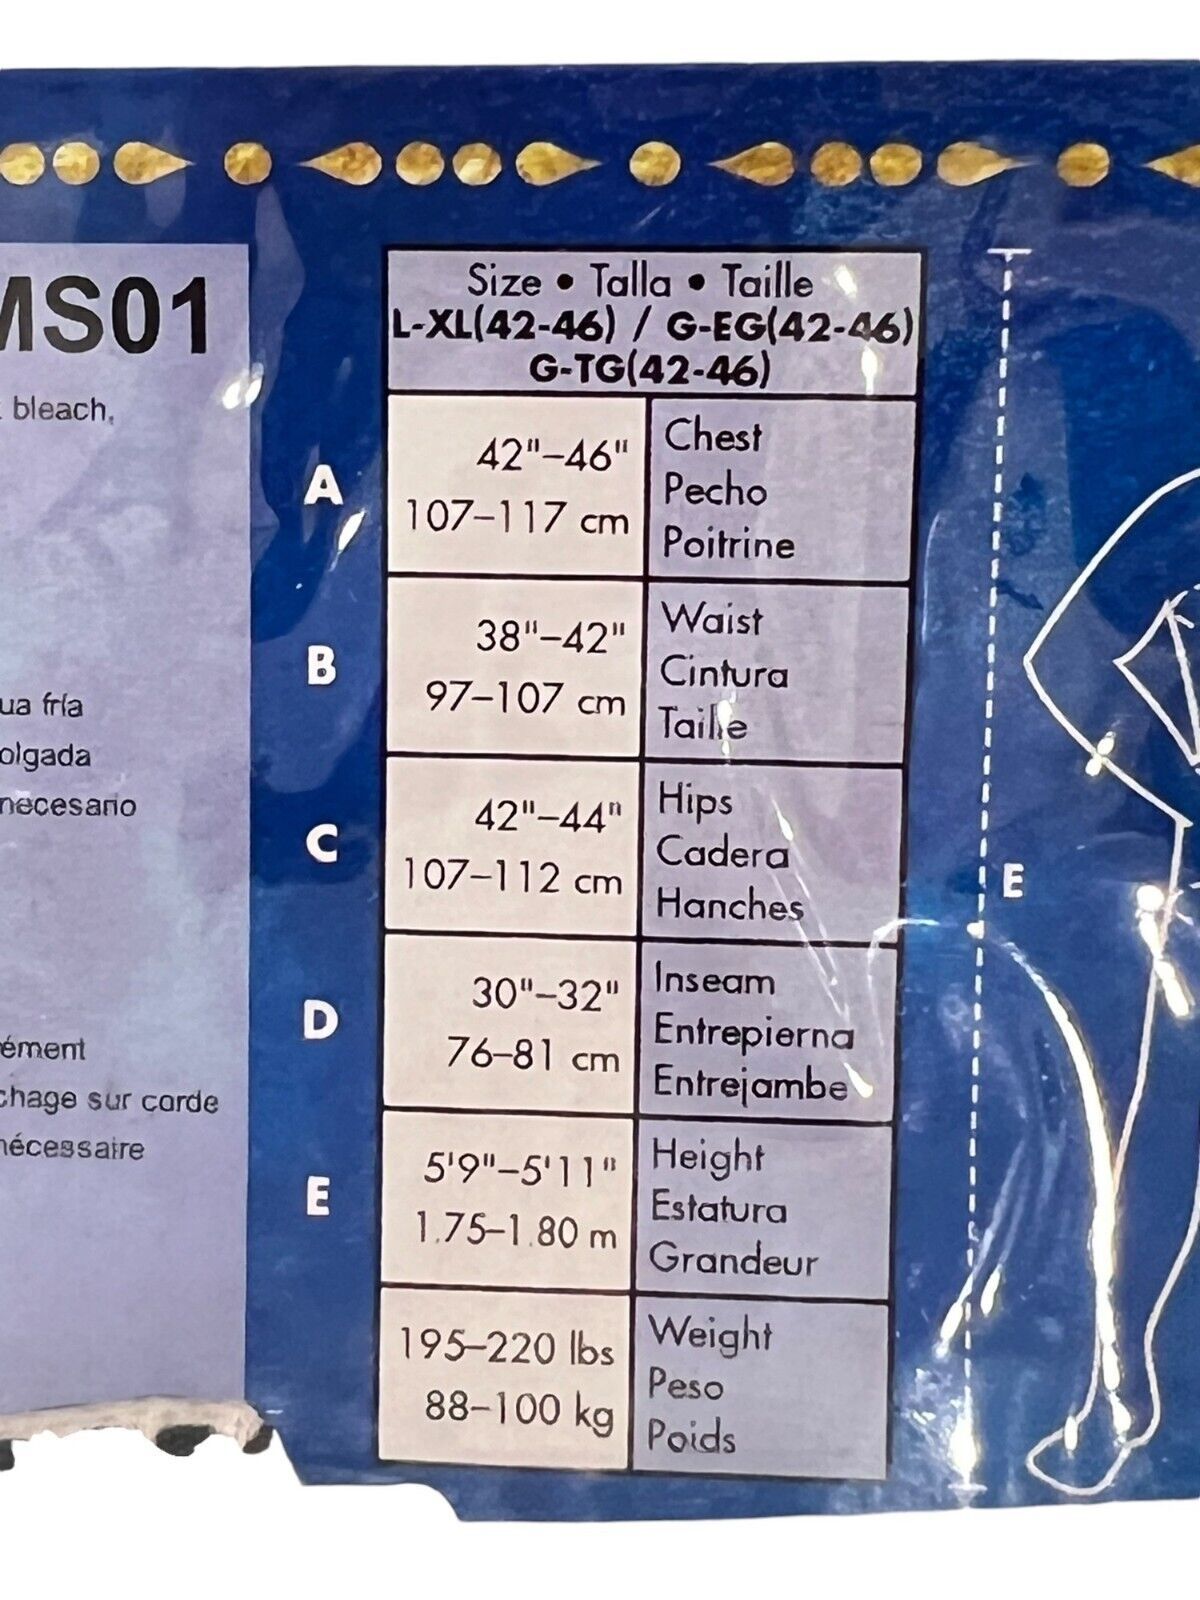 MS01
bleach.
ua fría
olgada
necesario
ément
chage sur corde
nécessaire
Size • Talla • Taille
L-XL(42-46) / G-EG(42-46)
G-TG(42-46)
A
42"–46"
107–117 cm
Chest
Pecho
Poitrine
B
38"–42"
97–107 cm
Waist
Cintura
Taille
C
42"–44"
107–112 cm
Hips
Cadera
Hanches
D
30"–32"
76–81 cm
Inseam
Entrepierna
Entrejambe
E
5'9"–5'11"
1.75–1.80 m
Height
Estatura
Grandeur
195–220 lbs
88–100 kg
Weight
Peso
Poids
E